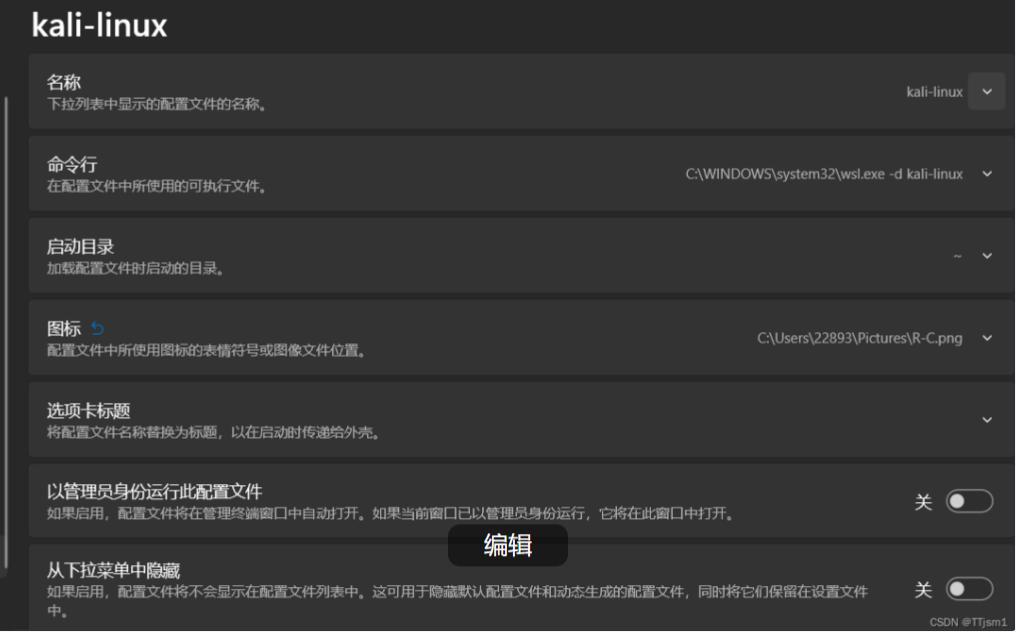 kali-linux
名称
下拉列表中显示的配置文件的名称。
kali-linux
命令行
在配置文件中所使用的可执行文件。
C:\WINDOWS\system32\wsl.exe -d kali-linux
启动目录
加载配置文件时启动的目录。
~
图标
配置文件中所使用图标的表情符号或图像文件位置。
C:\Users\22893\Pictures\R-C.png
选项卡标题
将配置文件名称替换为标题，以在启动时传递给外壳。
以管理员身份运行此配置文件
如果启用，配置文件将在管理终端窗口中自动打开。如果当前窗口已以管理员身份运行，它将在此窗口中打开。
关
编辑
从下拉菜单中隐藏
如果启用，配置文件将不会显示在配置文件列表中。这可用于隐藏默认配置文件和动态生成的配置文件，同时将它们保留在设置文件
中。
关
CSDN @TTjsm1